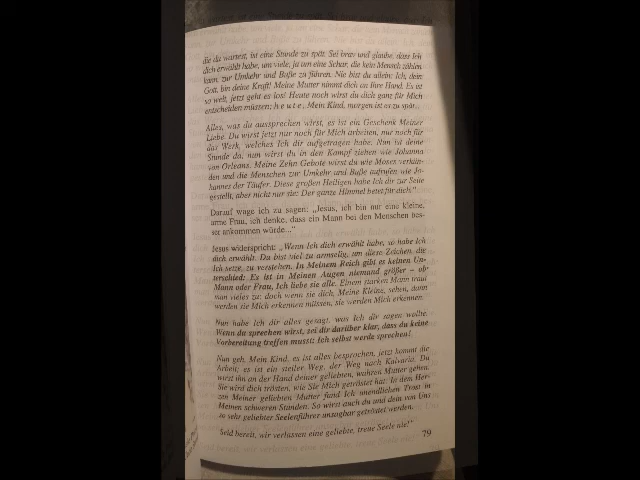 die du wartest, ist eine Stunde zu spät. Sei brav und glaube, dass Ich
dich erwählt habe, um viele, ja um eine Schar, die kein Mensch zählen
kann, zur Umkehr und Buße zu führen. Nie bist du allein: Ich, dein
Gott, bin deine Kraft! Meine Mutter nimmt dich an ihre Hand. Es ist
so weit, jetzt geht es los! Heute noch wirst du dich ganz für Mich
entscheiden müssen: heute, Mein Kind, morgen ist es zu spät...
Alles, was du aussprechen wirst, es ist ein Geschenk Meiner
Liebe. Du wirst jetzt nur noch für Mich arbeiten, nur noch für
das Werk, welches Ich dir aufgetragen habe. Nun ist deine
Stunde da, nun wirst du in den Kampf ziehen wie Johanna
von Orleans. Meine Zehn Gebote wirst du wie Moses verkün-
den und die Menschen zur Umkehr und Buße aufrufen wie Jo-
hannes der Täufer. Diese großen Heiligen habe Ich dir zur Seite
gestellt, aber nicht nur sie: Der ganze Himmel betet für dich!"
Darauf wage ich zu sagen: „Jesus, ich bin nur eine kleine,
arme Frau, ich denke, dass ein Mann bei den Menschen bes-
ser ankommen würde..."
Jesus widerspricht: „Wenn Ich dich erwählt habe, so habe Ich
dich erwählt. Du bist viel zu armselig, um diese Zeichen, die
Ich setze, zu verstehen. In Meinem Reich gibt es keinen Un-
terschied: Es ist in Meinen Augen niemand größer – ob
Mann oder Frau, Ich liebe sie alle. Einem starken Mann traut
man vieles zu: doch wenn sie dich, Meine Kleine, sehen, dann
werden sie Mich erkennen müssen, sie werden Mich erkennen.
Nun habe Ich dir alles gesagt, was Ich dir sagen wollte.
Wenn du sprechen wirst, sei dir darüber klar, dass du keine
Vorbereitung treffen musst: Ich selbst werde sprechen!
Nun geh, Mein Kind, es ist alles besprochen, jetzt kommt die
Arbeit; es ist ein steiler Weg, der Weg nach Kalvaria. Du
wirst ihn an der Hand deiner geliebten, wahren Mutter gehen.
Sie wird dich trösten, wie Sie Mich getröstet hat: In dem Her-
zen Meiner geliebten Mutter fand Ich unendlichen Trost in
Meinen schweren Stunden. So wirst auch du und dein von Uns
so sehr geliebter Seelenführer unsagbar getröstet werden.
Seid bereit, wir verlassen eine geliebte, treue Seele nie!"
79